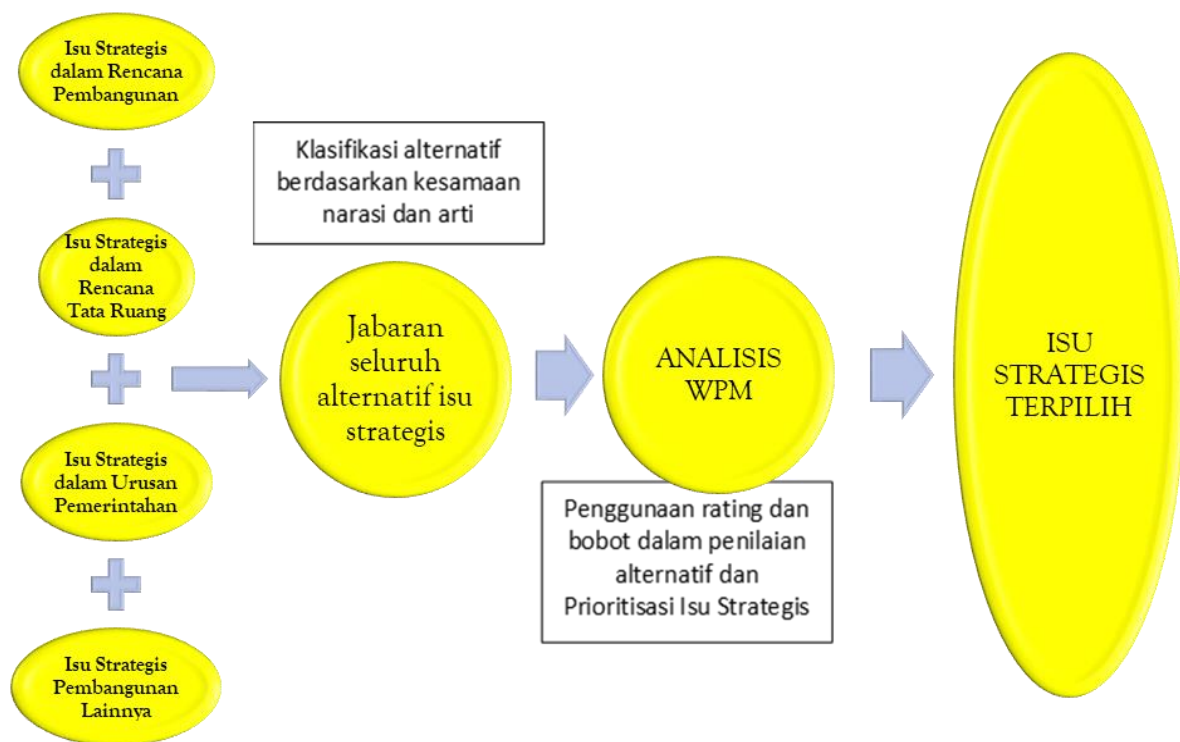 Isu Strategis
dalam Rencana
Pembangunan
Isu Strategis
dalam
Rencana
Tata Ruang
Isu Strategis
dalam Urusan
Pemerintahan
Isu Strategis
Pembangunan
Lainnya
Klasifikasi alternatif
berdasarkan kesamaan
narasi dan arti
Jabaran
seluruh
alternatif isu
strategis
ANALISIS
WPM
Penggunaan rating dan
bobot dalam penilaian
alternatif dan
Prioritisasi Isu Strategis
ISU
STRATEGIS
TERPILIH